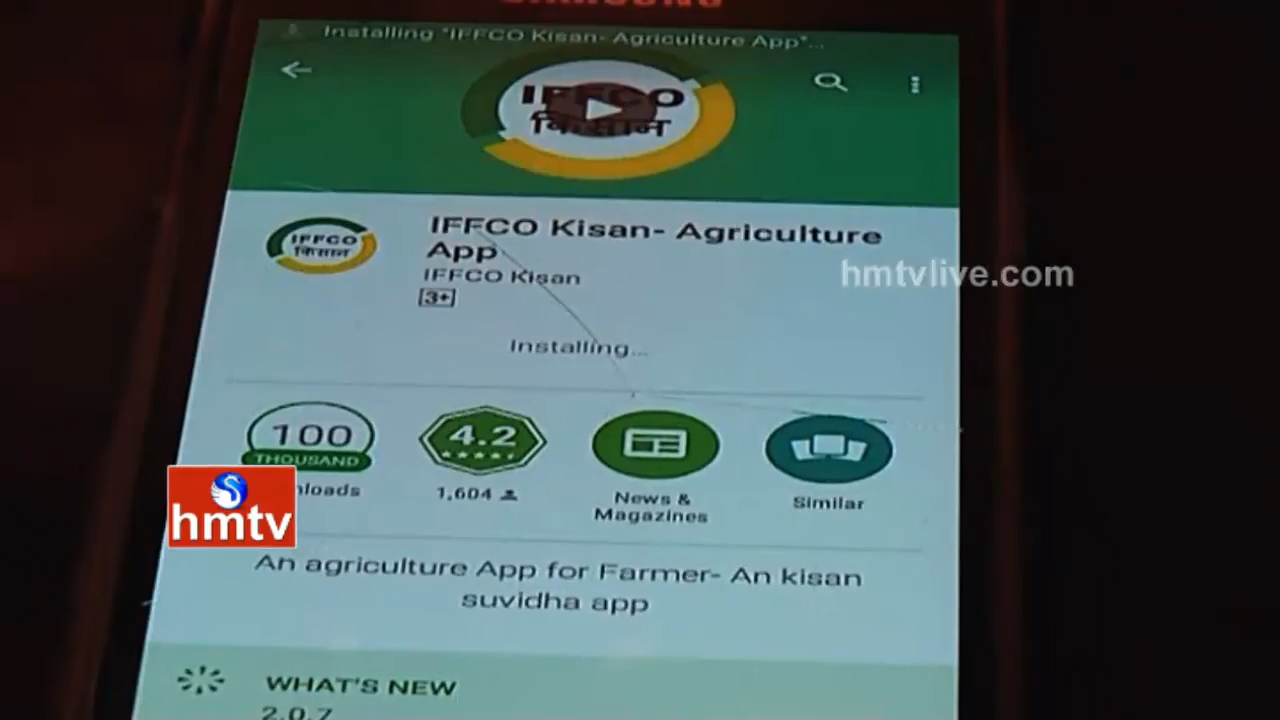 SAMSUNG
Installing "IFFCO Kisan- Agriculture App"...
IFFCO
किसान
IFFCO
किसान
IFFCO Kisan- Agriculture
App
IFFCO Kisan
3+
hmtvlive.com
Installing...
100
THOUSAND
4.2
nloads
1,604
News &
Magazines
Similar
hmtv
An agriculture App for Farmer- An kisan
suvidha app
WHAT'S NEW
2.0.7